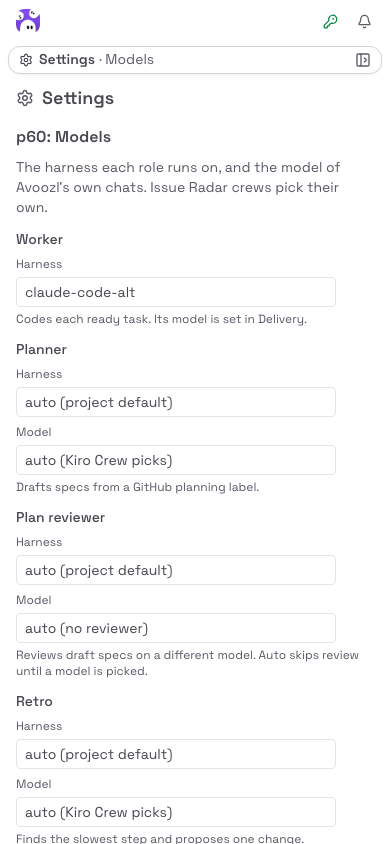 Settings · Models
Settings
p60: Models
The harness each role runs on, and the model of
Avoozl's own chats. Issue Radar crews pick their
own.
Worker
Harness
claude-code-alt
Codes each ready task. Its model is set in Delivery.
Planner
Harness
auto (project default)
Model
auto (Kiro Crew picks)
Drafts specs from a GitHub planning label.
Plan reviewer
Harness
auto (project default)
Model
auto (no reviewer)
Reviews draft specs on a different model. Auto skips review
until a model is picked.
Retro
Harness
auto (project default)
Model
auto (Kiro Crew picks)
Finds the slowest step and proposes one change.